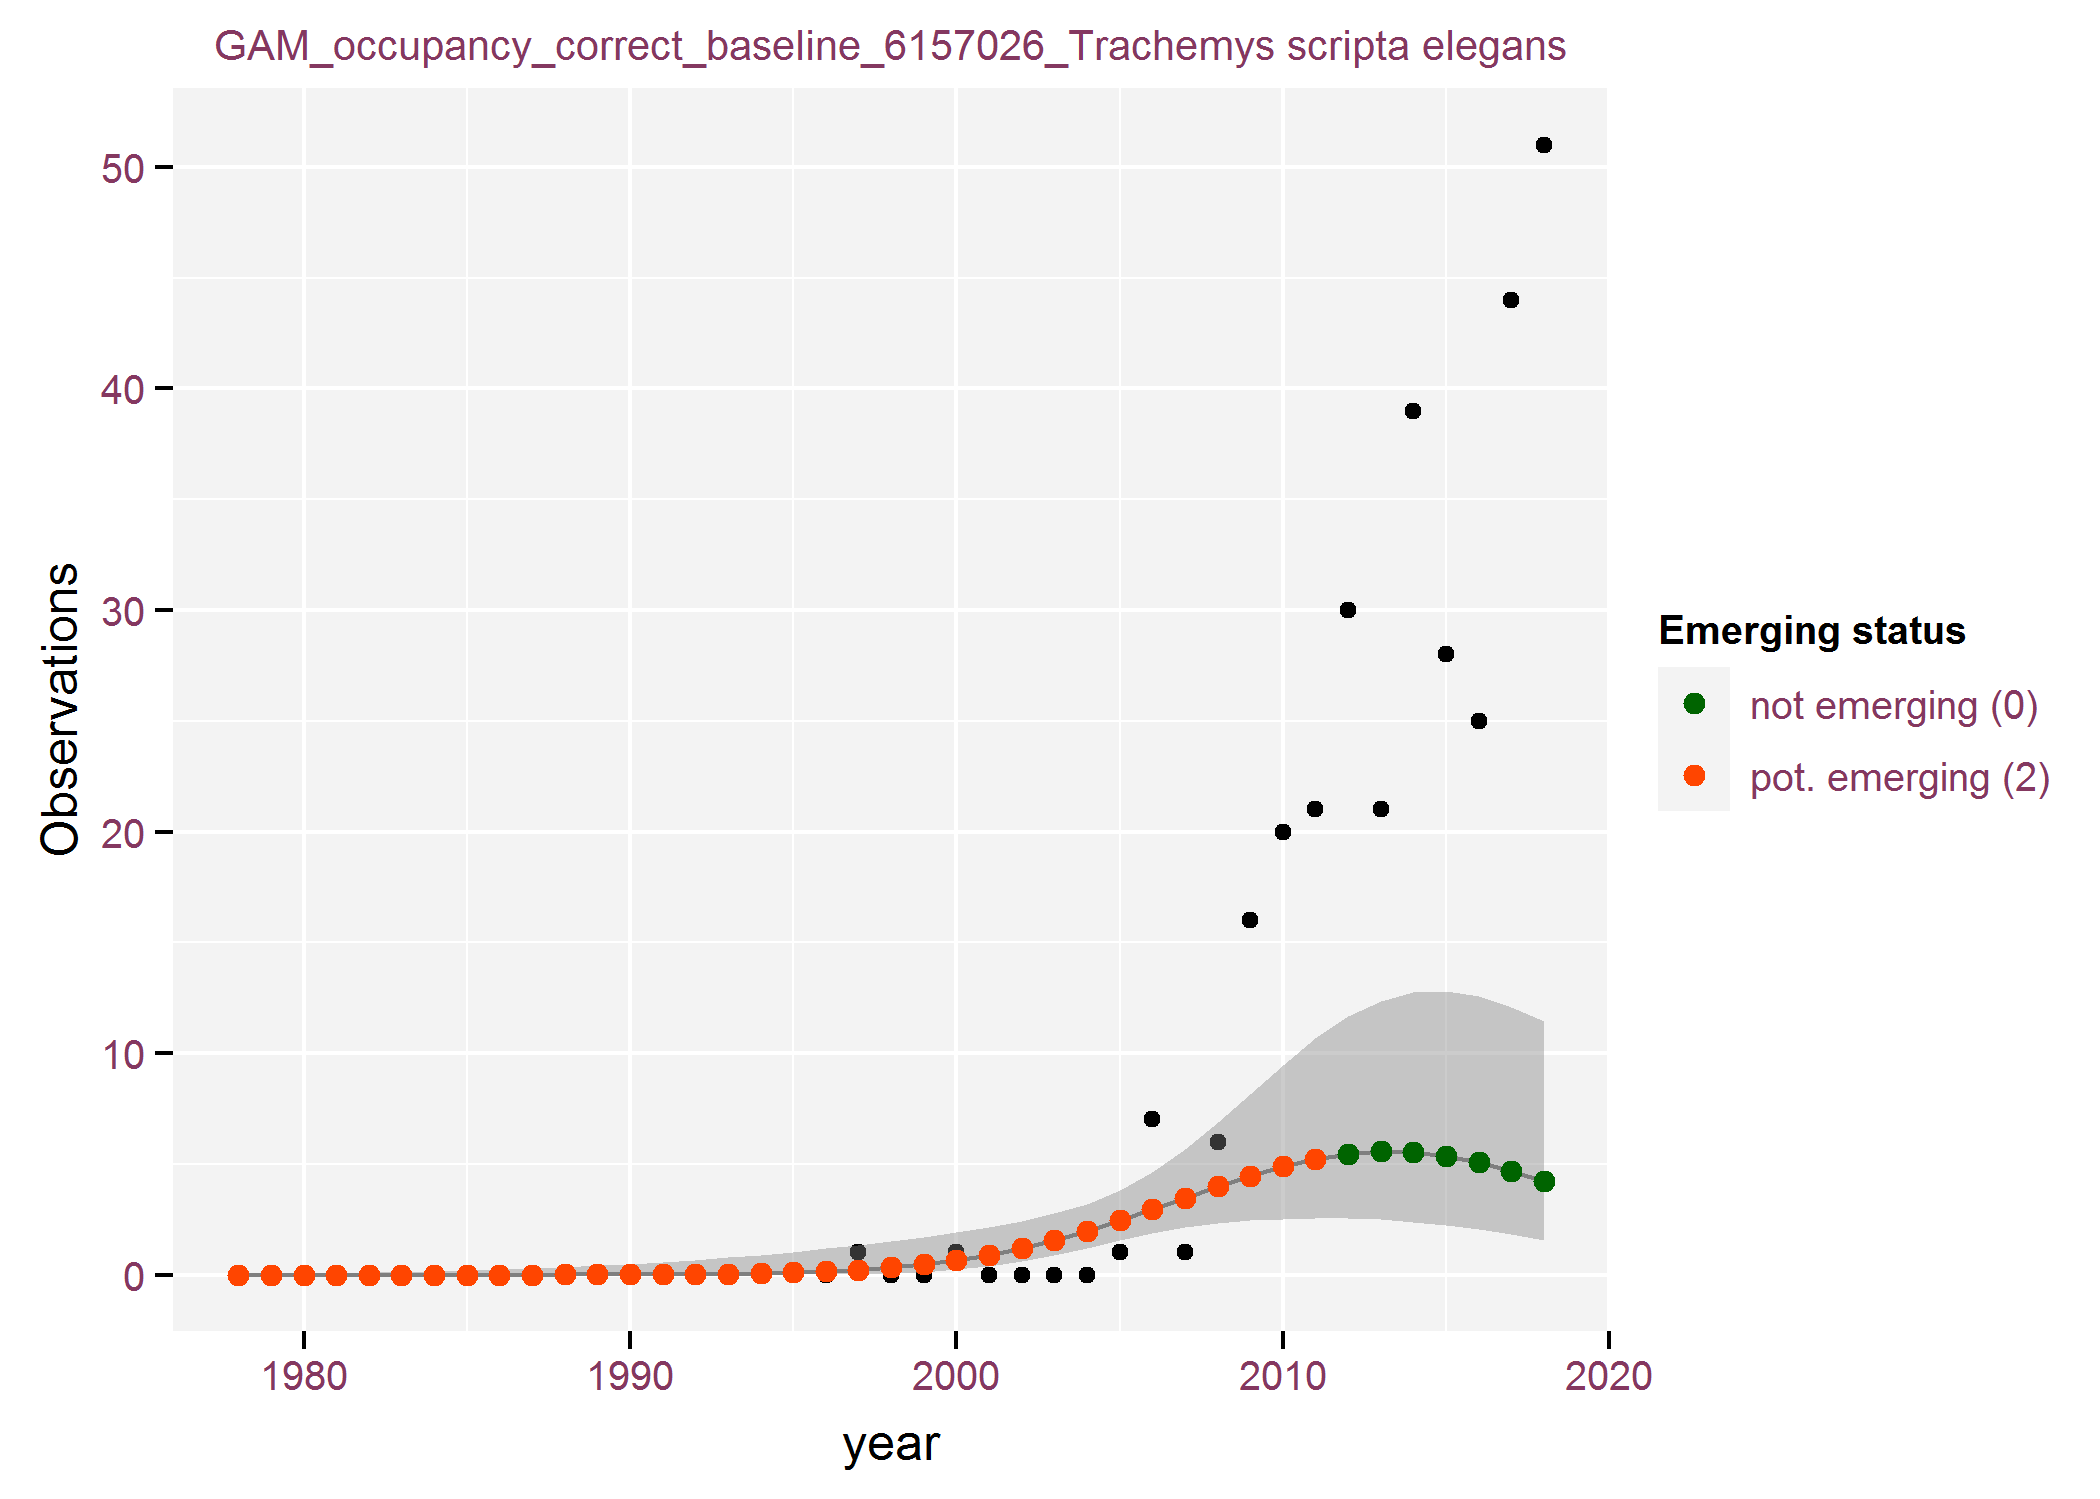 GAM_occupancy_correct_baseline_6157026_Trachemys scripta elegans
50
40
30
20
10
0
Observations
1980 1990 2000 2010 2020
year
Emerging status
not emerging (0)
pot. emerging (2)